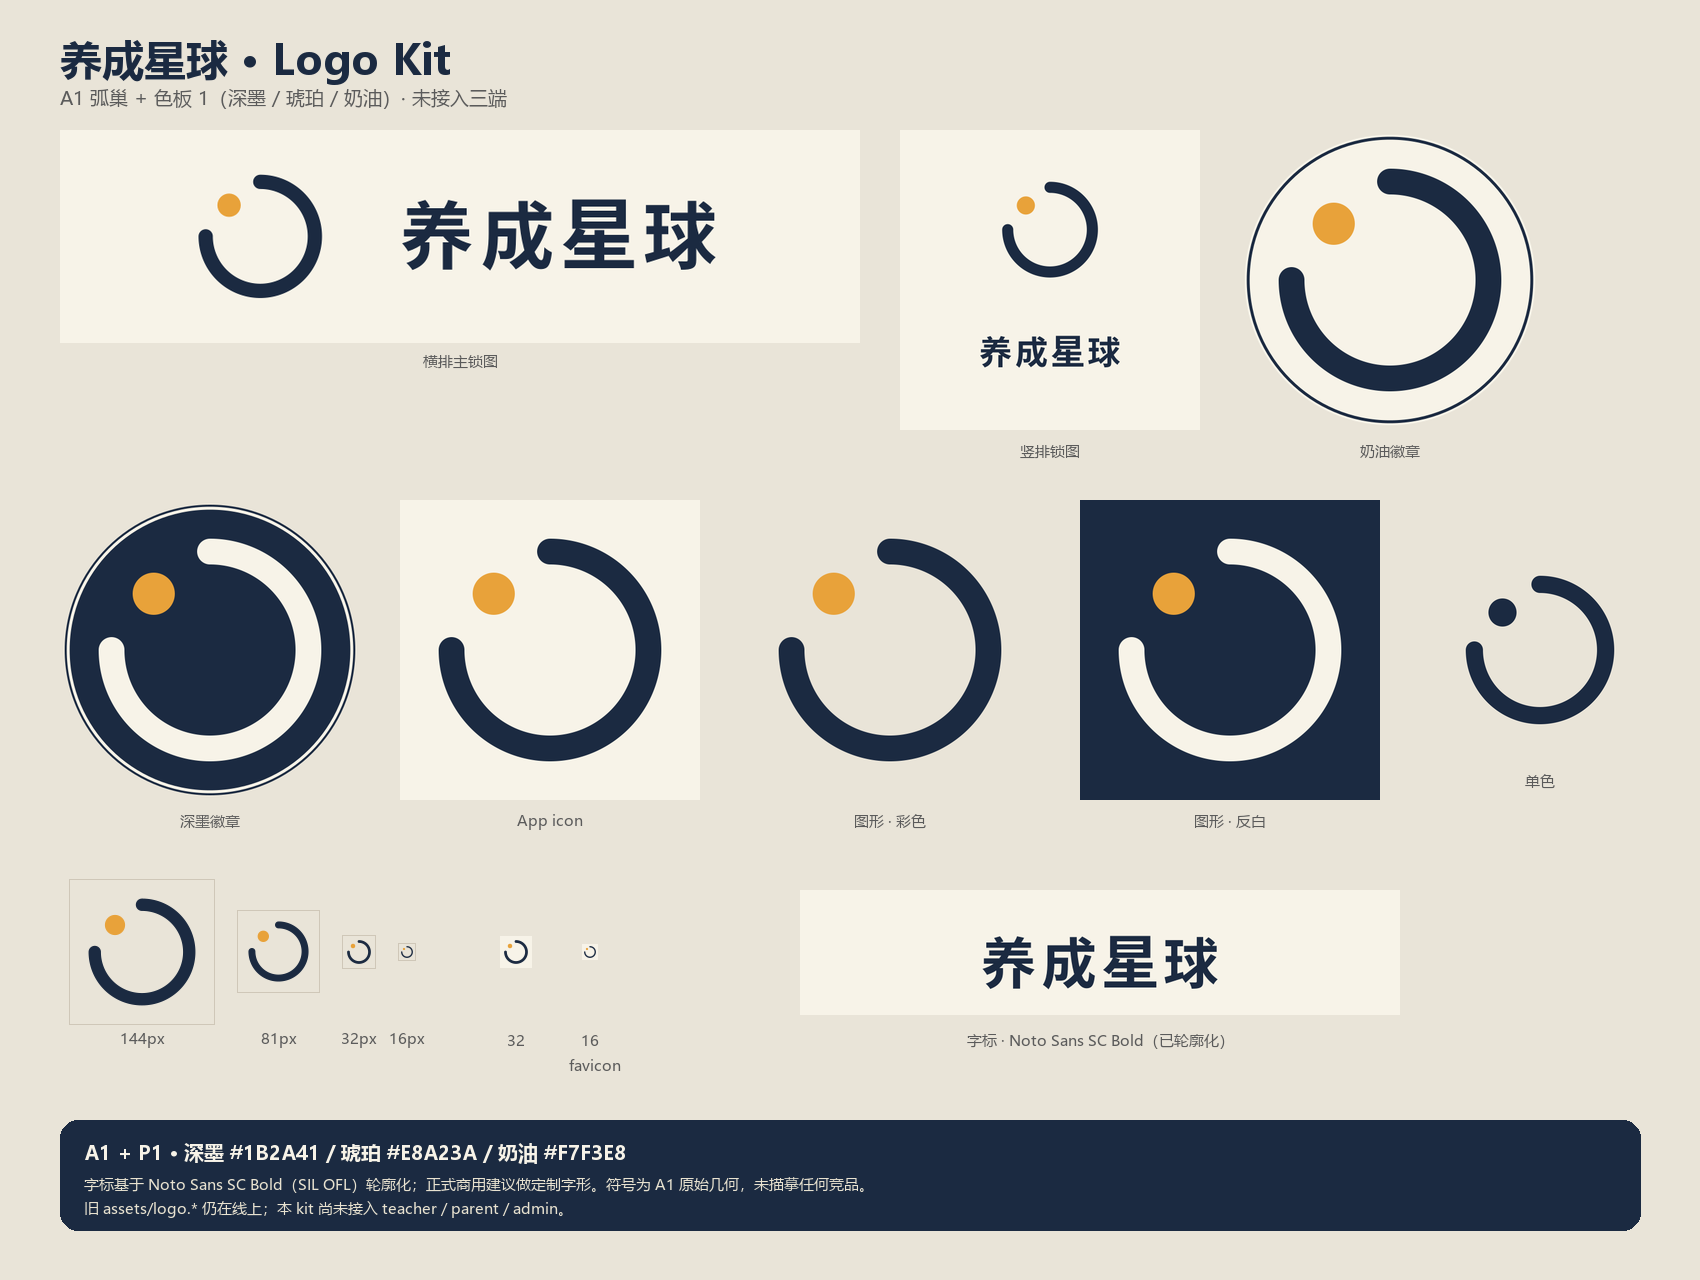 养成星球 • Logo Kit
A1 弧巢 + 色板 1（深墨 / 琥珀 / 奶油）· 未接入三端
养成星球
横排主锁图
养成星球
竖排锁图
奶油徽章
深墨徽章
App icon
图形 · 彩色
图形 · 反白
单色
144px
81px
32px
16px
32
16
favicon
养成星球
字标 · Noto Sans SC Bold（已轮廓化）
A1 + P1 • 深墨 #1B2A41 / 琥珀 #E8A23A / 奶油 #F7F3E8
字标基于 Noto Sans SC Bold（SIL OFL）轮廓化；正式商用建议做定制字形。符号为 A1 原始几何，未描摹任何竞品。
旧 assets/logo.* 仍在线上；本 kit 尚未接入 teacher / parent / admin。